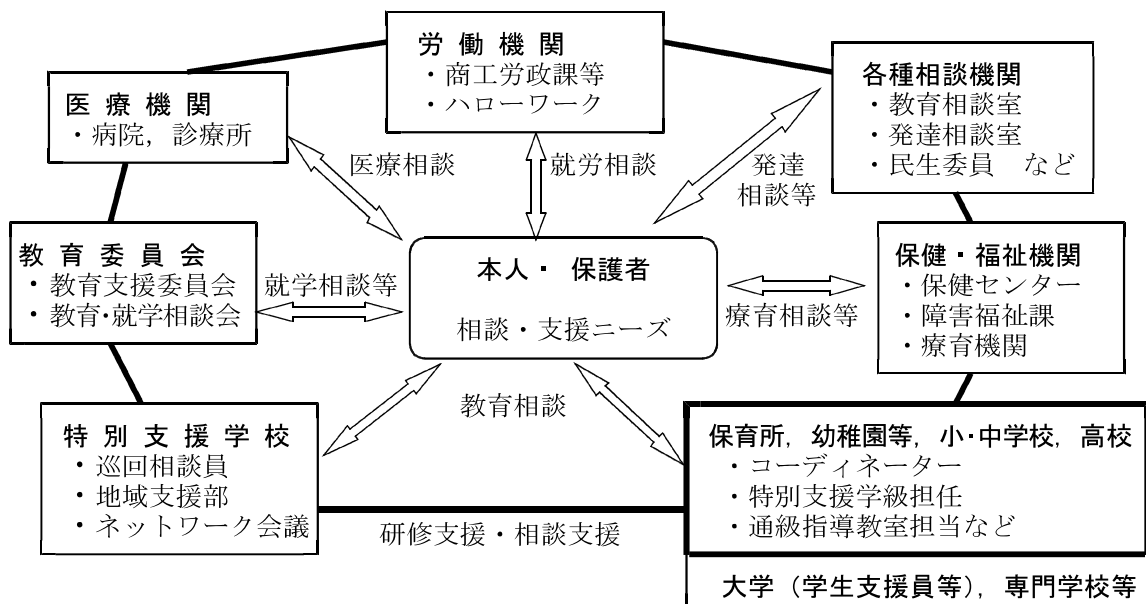 労働機関
・商工労政課等
・ハローワーク
医療機関
・病院，診療所
各種相談機関
・教育相談室
・発達相談室
・民生委員　など
医療相談
就労相談
発達
相談等
教育委員会
・教育支援委員会
・教育・就学相談会
就学相談等
本人・保護者
相談・支援ニーズ
療育相談等
保健・福祉機関
・保健センター
・障害福祉課
・療育機関
教育相談
特別支援学校
・巡回相談員
・地域支援部
・ネットワーク会議
研修支援・相談支援
保育所，幼稚園等，小・中学校，高校
・コーディネーター
・特別支援学級担任
・通級指導教室担当など
大学（学生支援員等），専門学校等